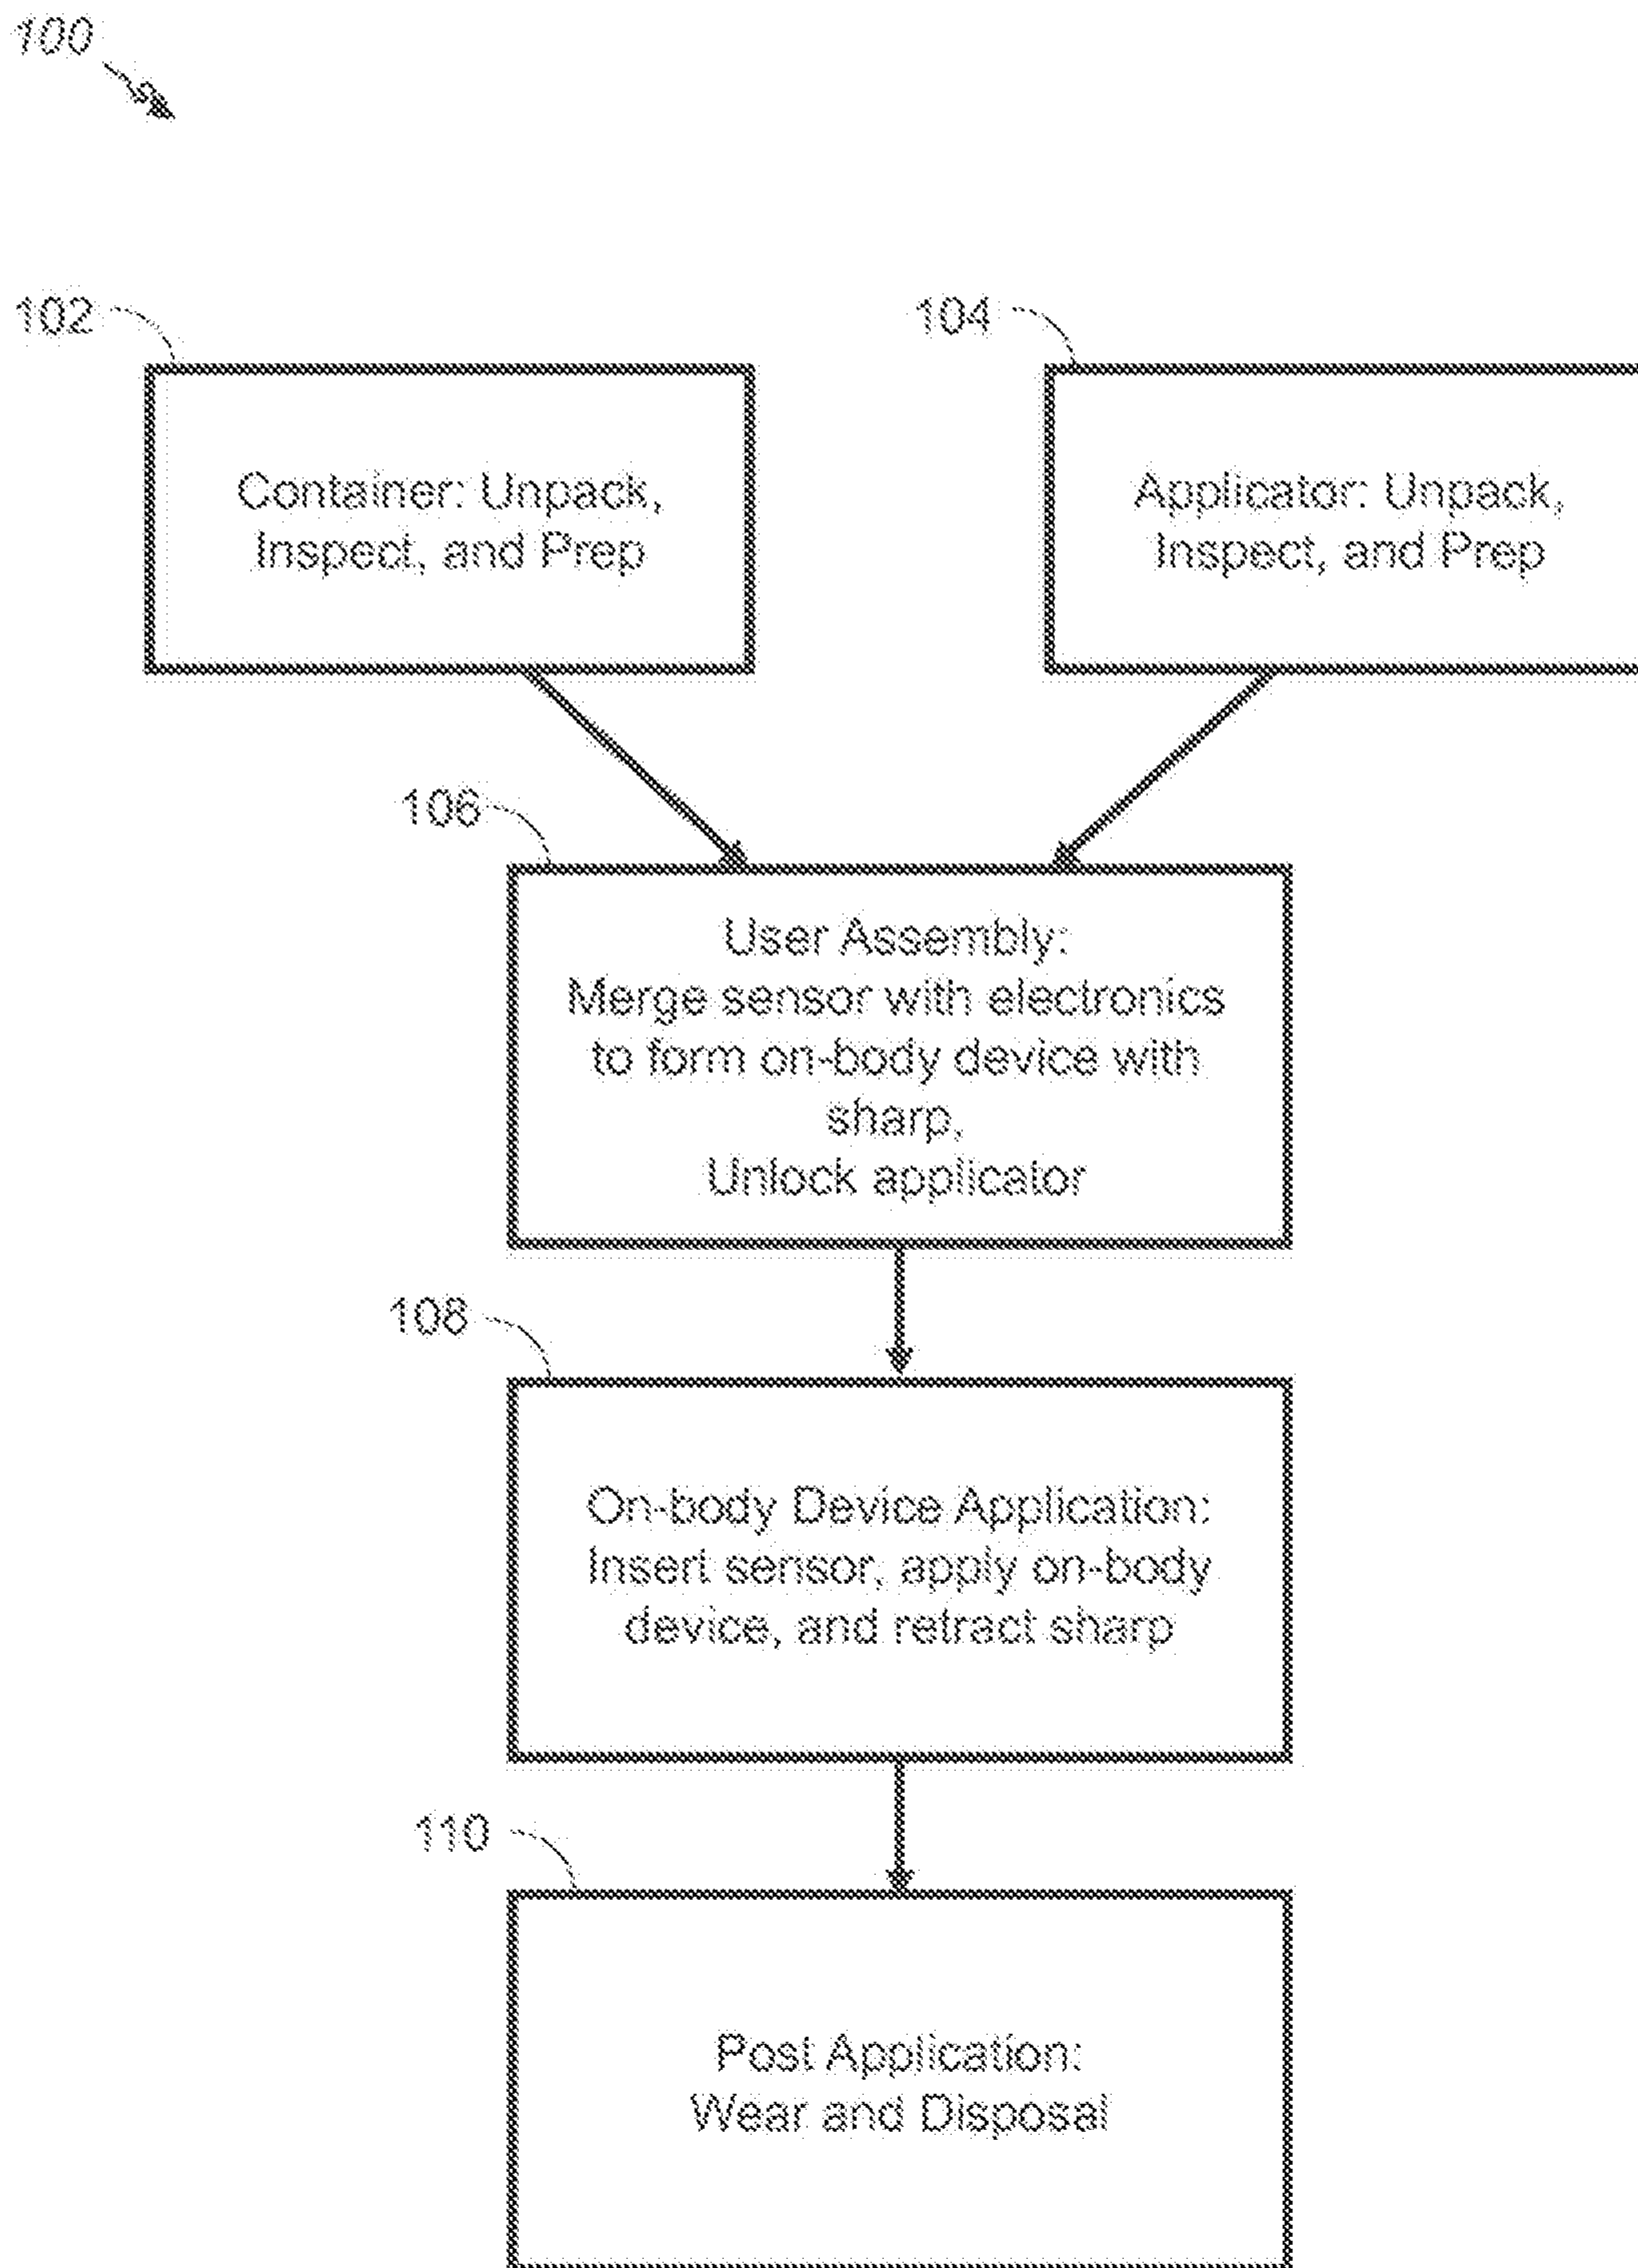 100
102
104
Container: Unpack,
Inspect, and Prep
Applicator: Unpack,
Inspect, and Prep
106
User Assembly:
Merge sensor with electronics
to form on-body device with
sharp,
Unlock applicator
108
On-body Device Application:
Insert sensor, apply on-body
device, and retract sharp
110
Post Application:
Wear and Disposal